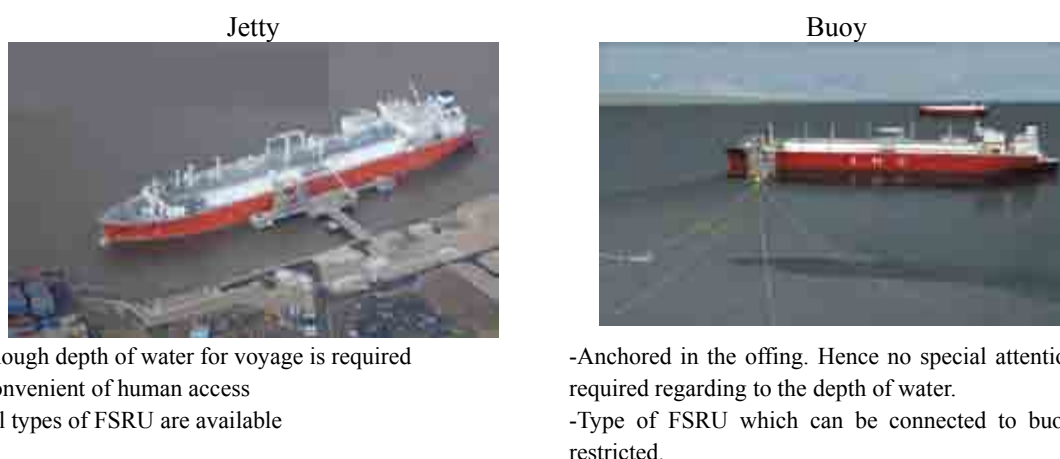 Jetty
Buoy
ough depth of water for voyage is required
nvenient of human access
l types of FSRU are available
-Anchored in the offing. Hence no special attentio
required regarding to the depth of water.
-Type of FSRU which can be connected to buo
restricted.